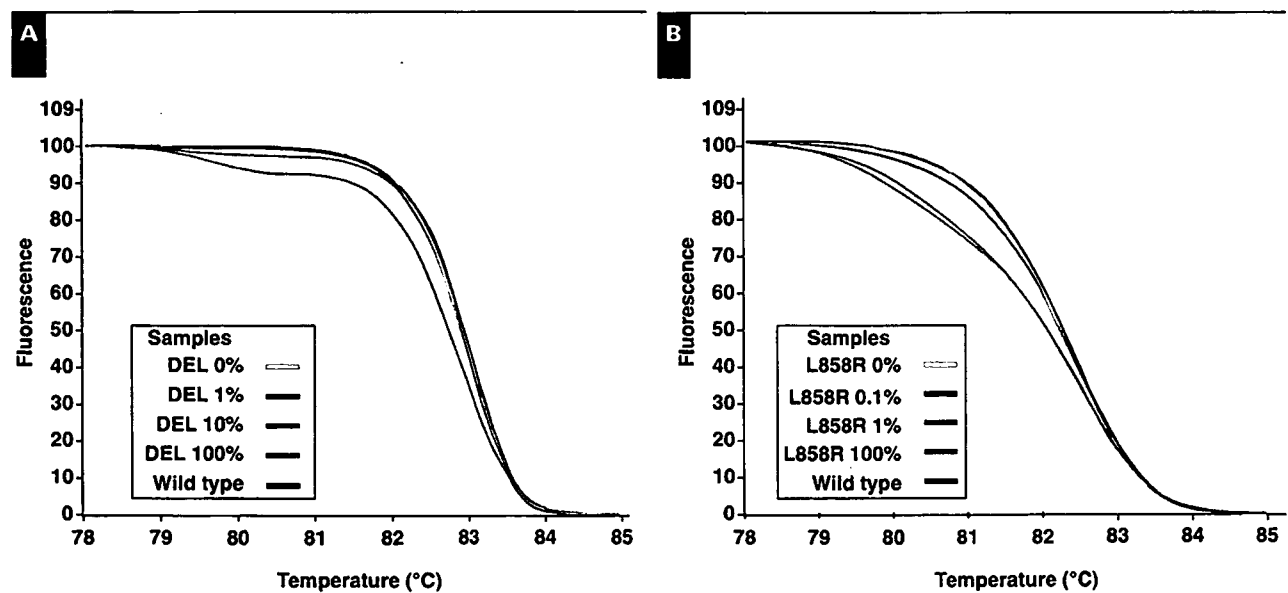 A
109
100
90
80
70
60
50
40
30
20
10
0
Fluorescence
Samples
DEL 0%
DEL 1%
DEL 10%
DEL 100%
Wild type
78 79 80 81 82 83 84 85
Temperature (°C)
B
109
100
90
80
70
60
50
40
30
20
10
0
Fluorescence
Samples
L858R 0%
L858R 0.1%
L858R 1%
L858R 100%
Wild type
78 79 80 81 82 83 84 85
Temperature (°C)